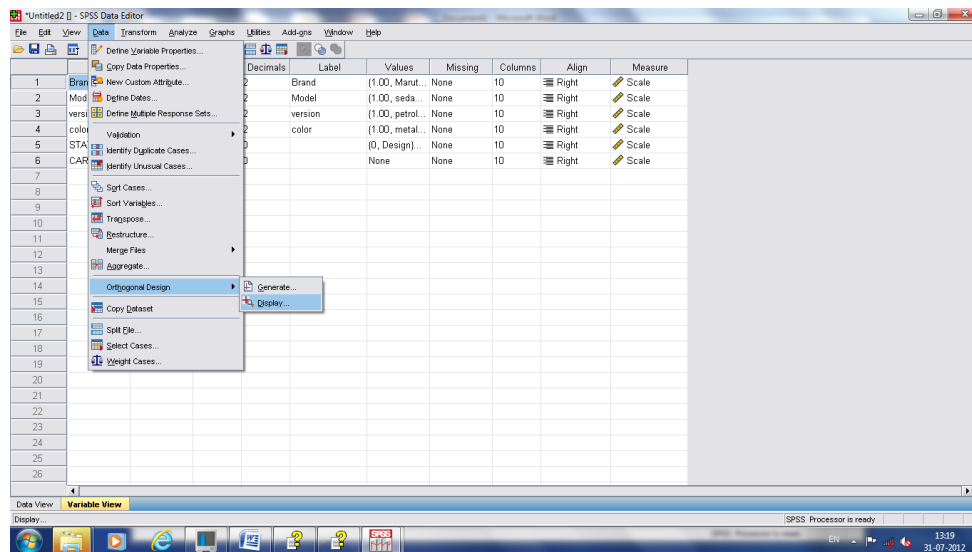 *Untitled2 [] - SPSS Data Editor
File Edit View Data Transform Analyze Graphs Utilities Add-ons Window Help
Decimals Label Values Missing Columns Align Measure
1 Bran 2 Brand {1.00, Marut... None 10 Right Scale
2 Mod 2 Model {1.00, seda... None 10 Right Scale
3 versi 2 version {1.00, petrol... None 10 Right Scale
4 color 2 color {1.00, metal... None 10 Right Scale
5 STA 0 {0, Design}... None 10 Right Scale
6 CAR 0 None None 10 Right Scale
7
8
9
10
11
12
13
14
15
16
17
18
19
20
21
22
23
24
25
26
Define Variable Properties...
Copy Data Properties...
New Custom Attribute...
Define Dates...
Define Multiple Response Sets...
Validation
Identify Duplicate Cases...
Identify Unusual Cases...
Sort Cases...
Sort Variables...
Transpose...
Restructure...
Merge Files
Aggregate...
Orthogonal Design
Generate...
Display...
Copy Dataset
Split File...
Select Cases...
Weight Cases...
Data View Variable View
Display... SPSS Processor is ready
SPSS
EN 13:19
31-07-2012